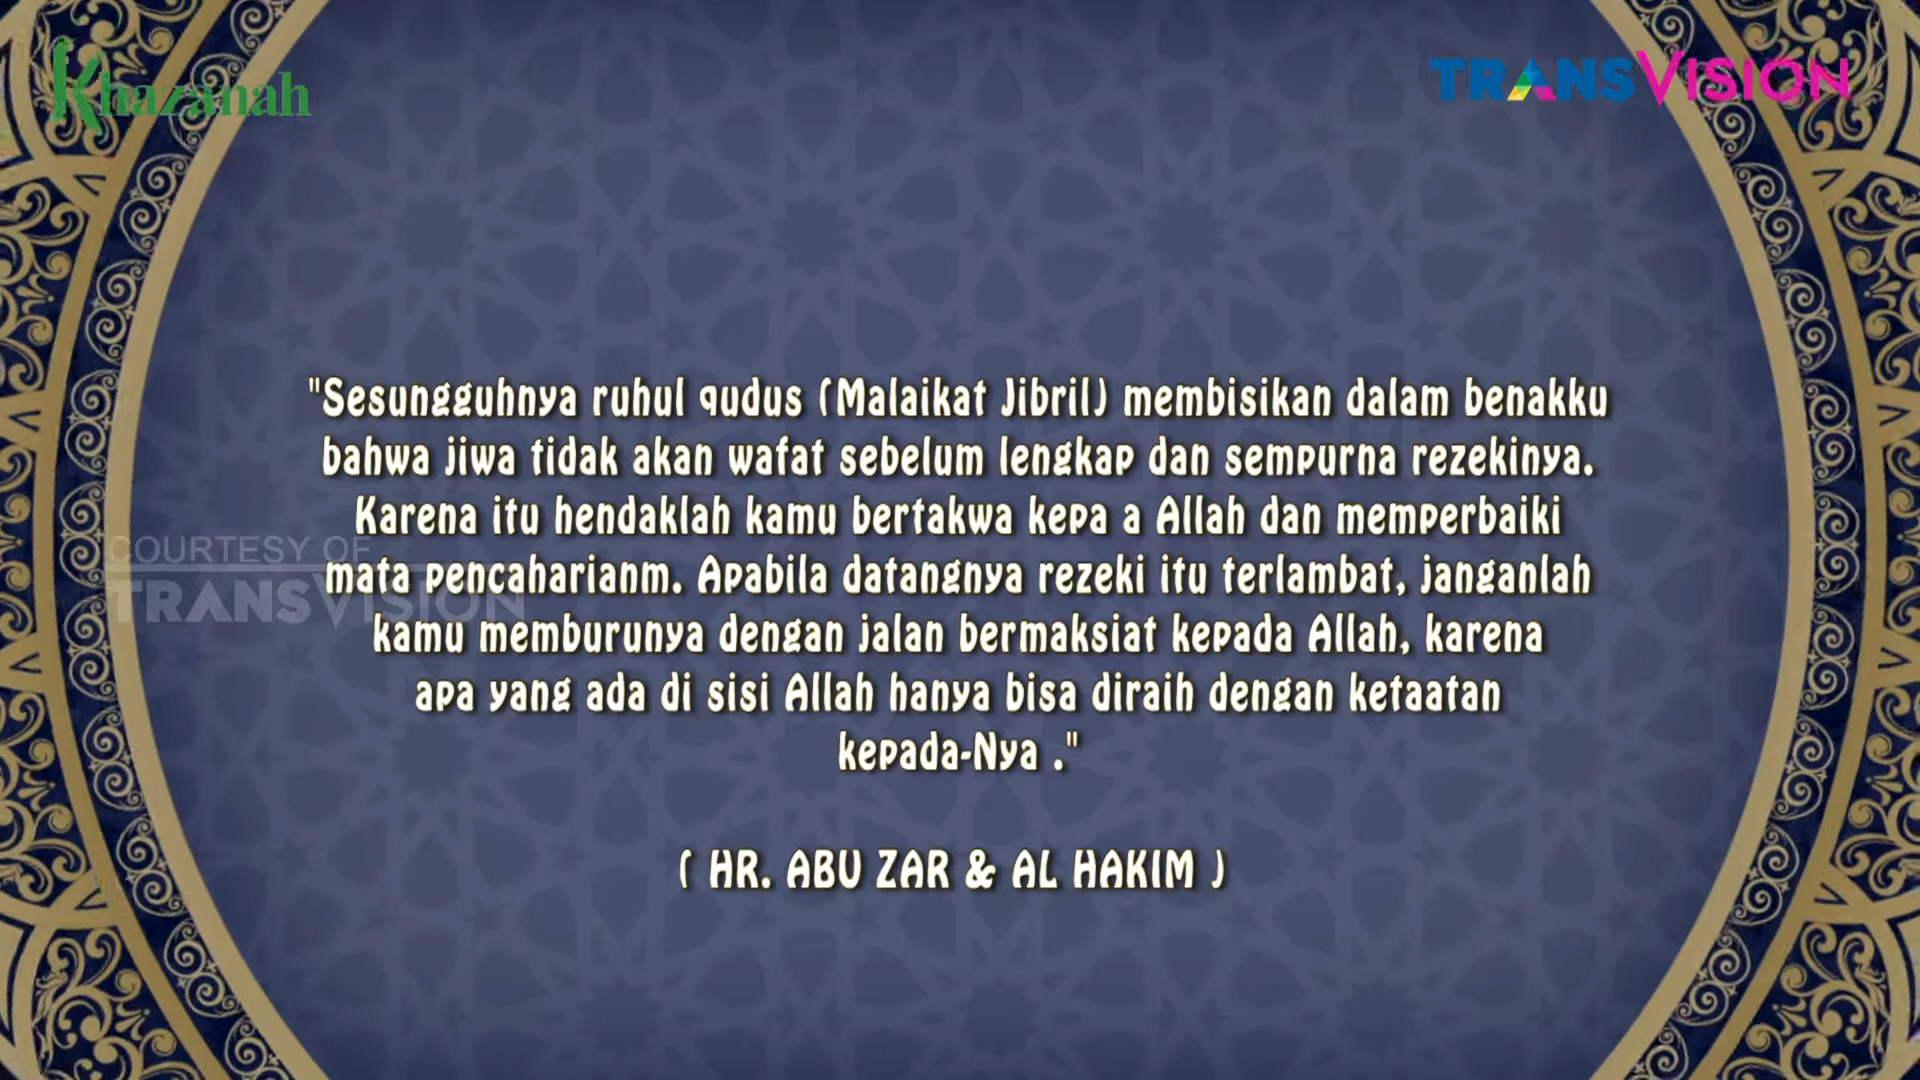 Khazanah
TRANSVISION
"Sesungguhnya ruhul qudus (Malaikat Jibril) membisikan dalam benakku
bahwa jiwa tidak akan wafat sebelum lengkap dan sempurna rezekinya.
Karena itu hendaklah kamu bertakwa kepa a Allah dan memperbaiki
COURTESY OF
mata pencaharianm. Apabila datangnya rezeki itu terlambat, janganlah
TRANSVISION
kamu memburunya dengan jalan bermaksiat kepada Allah, karena
apa yang ada di sisi Allah hanya bisa diraih dengan ketaatan
kepada-Nya ."
( HR. ABU ZAR & AL HAKIM )